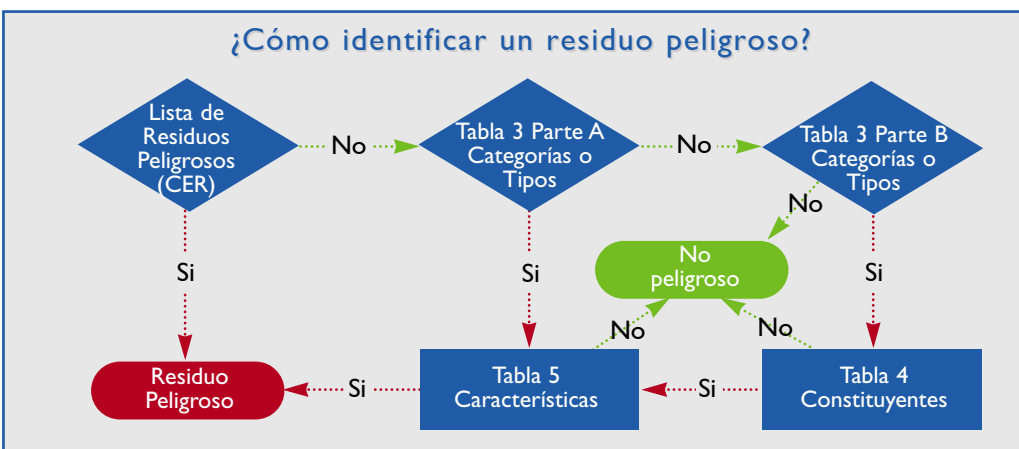 ¿Cómo identificar un residuo peligroso?
Lista de
Residuos
Peligrosos
(CER)
No
Tabla 3 Parte A
Categorías o
Tipos
No
Tabla 3 Parte B
Categorías o
Tipos
No
Si
Si
No
peligroso
Si
No
No
Residuo
Peligroso
Si
Tabla 5
Características
Si
Tabla 4
Constituyentes